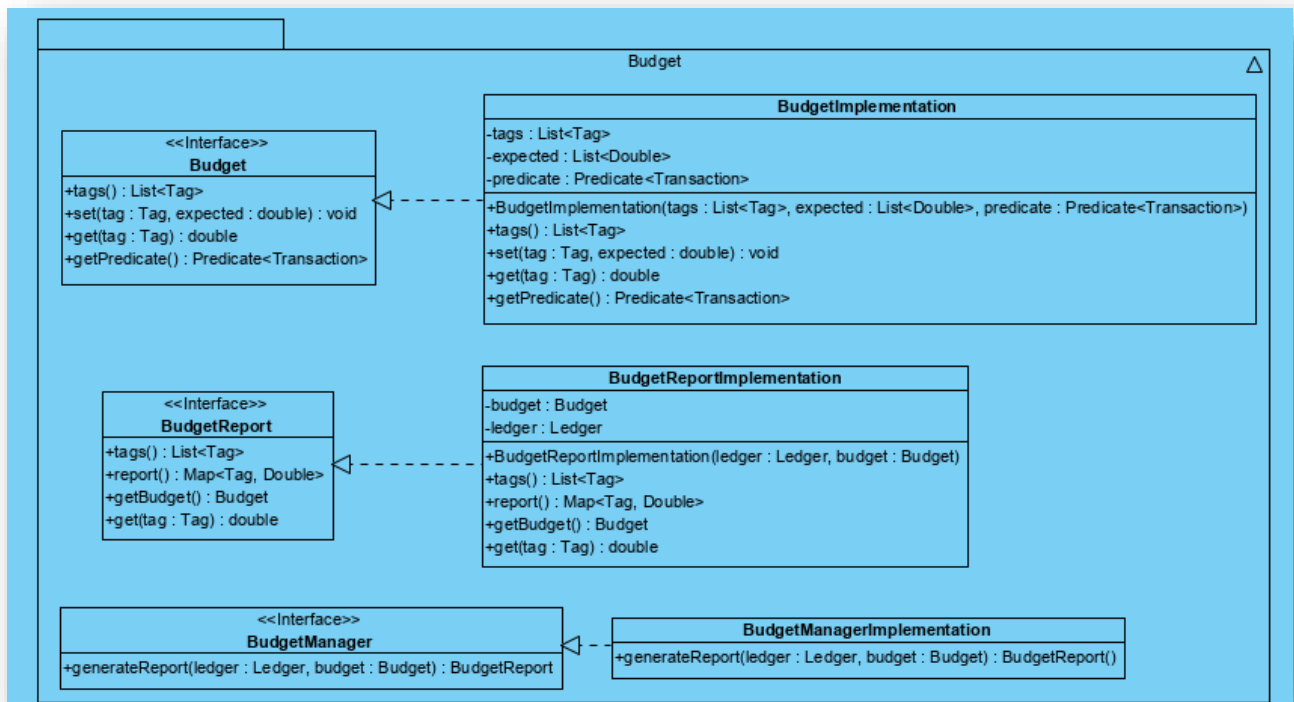 Budget
<<Interface>>
Budget
+tags() : List<Tag>
+set(tag : Tag, expected : double) : void
+get(tag : Tag) : double
+getPredicate() : Predicate<Transaction>
BudgetImplementation
-tags : List<Tag>
-expected : List<Double>
-predicate : Predicate<Transaction>
+BudgetImplementation(tags : List<Tag>, expected : List<Double>, predicate : Predicate<Transaction>)
+tags() : List<Tag>
+set(tag : Tag, expected : double) : void
+get(tag : Tag) : double
+getPredicate() : Predicate<Transaction>
<<Interface>>
BudgetReport
+tags() : List<Tag>
+report() : Map<Tag, Double>
+getBudget() : Budget
+get(tag : Tag) : double
BudgetReportImplementation
-budget : Budget
-ledger : Ledger
+BudgetReportImplementation(ledger : Ledger, budget : Budget)
+tags() : List<Tag>
+report() : Map<Tag, Double>
+getBudget() : Budget
+get(tag : Tag) : double
<<Interface>>
BudgetManager
+generateReport(ledger : Ledger, budget : Budget) : BudgetReport
BudgetManagerImplementation
+generateReport(ledger : Ledger, budget : Budget) : BudgetReport()